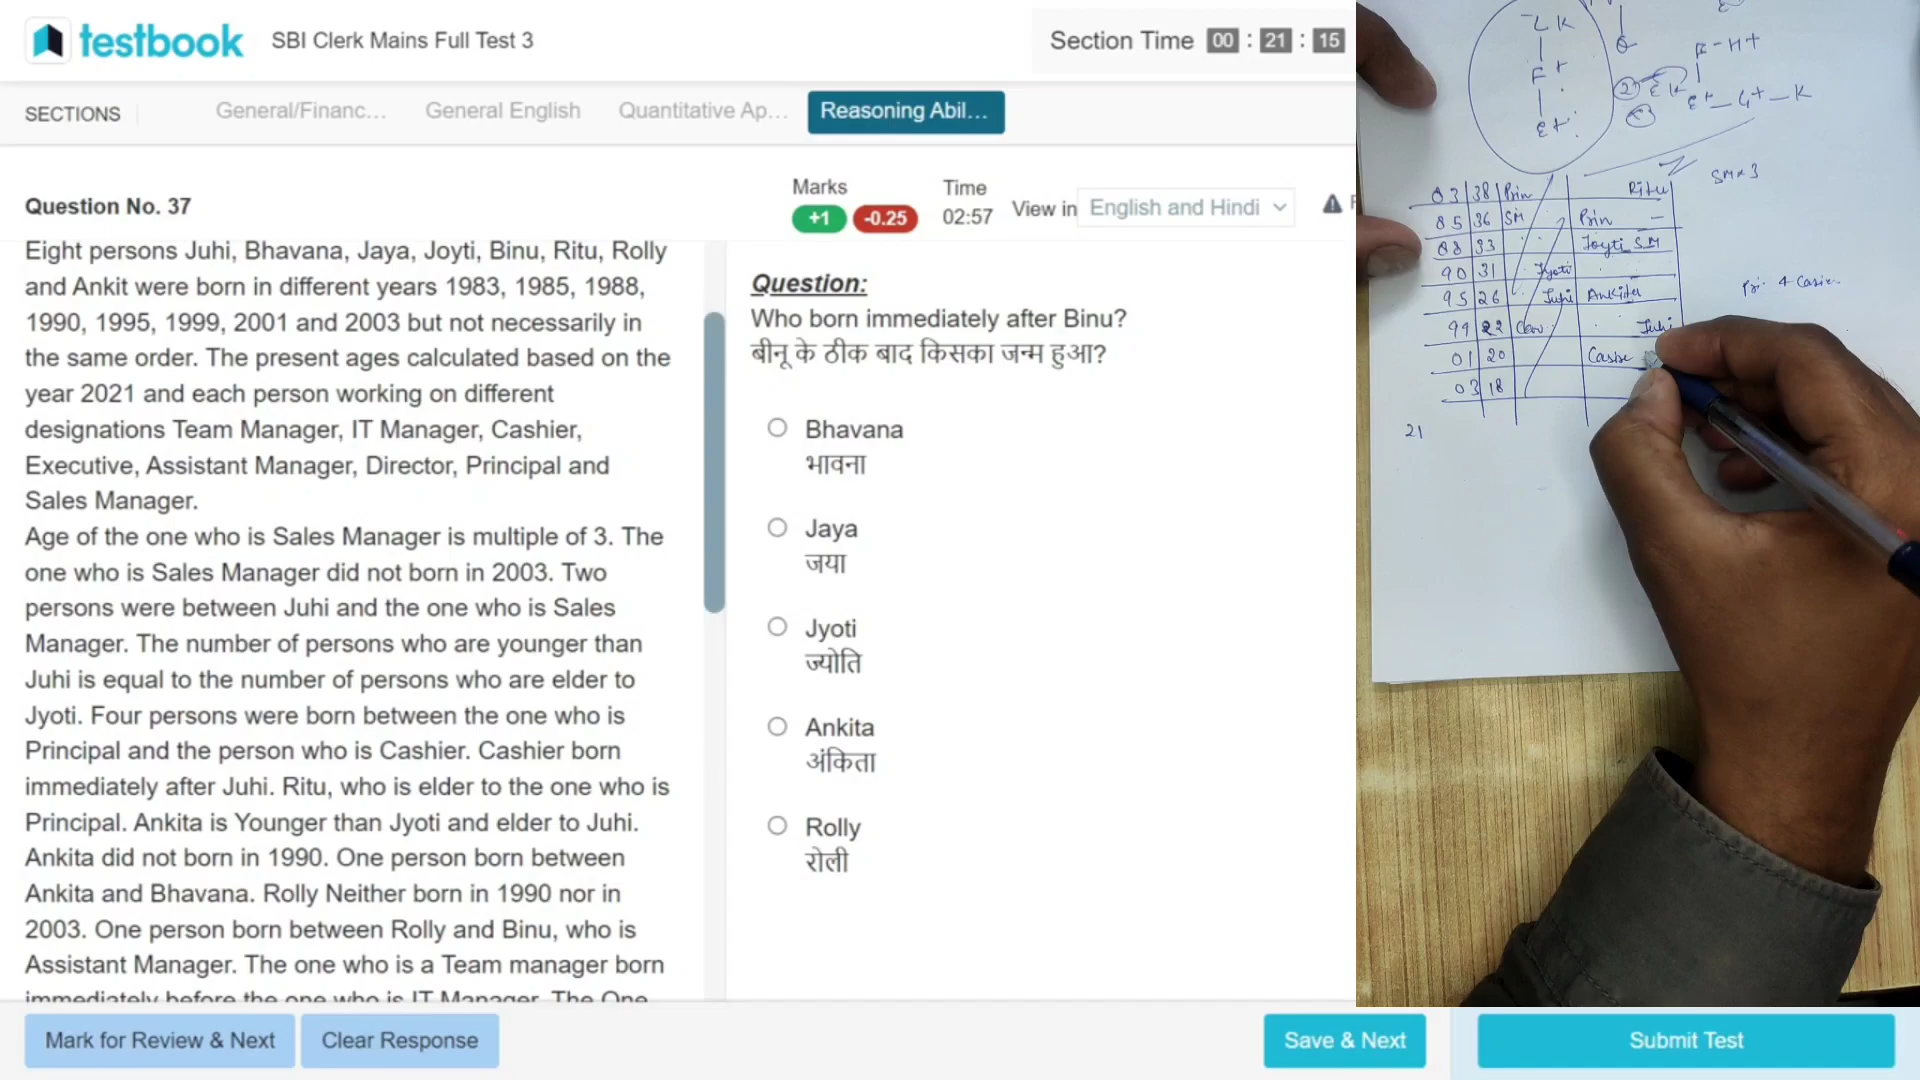 testbook
SBI Clerk Mains Full Test 3
Section Time 00 : 21 : 15
SECTIONS
General/Financ...
General English
Quantitative Ap...
Reasoning Abil...
Question No. 37
Marks
+1 -0.25
Time
02:57
View in English and Hindi
Eight persons Juhi, Bhavana, Jaya, Joyti, Binu, Ritu, Rolly
and Ankit were born in different years 1983, 1985, 1988,
1990, 1995, 1999, 2001 and 2003 but not necessarily in
the same order. The present ages calculated based on the
year 2021 and each person working on different
designations Team Manager, IT Manager, Cashier,
Executive, Assistant Manager, Director, Principal and
Sales Manager.
Age of the one who is Sales Manager is multiple of 3. The
one who is Sales Manager did not born in 2003. Two
persons were between Juhi and the one who is Sales
Manager. The number of persons who are younger than
Juhi is equal to the number of persons who are elder to
Jyoti. Four persons were born between the one who is
Principal and the person who is Cashier. Cashier born
immediately after Juhi. Ritu, who is elder to the one who is
Principal. Ankita is Younger than Jyoti and elder to Juhi.
Ankita did not born in 1990. One person born between
Ankita and Bhavana. Rolly Neither born in 1990 nor in
2003. One person born between Rolly and Binu, who is
Assistant Manager. The one who is a Team manager born
immediately before the one who is IT Manager. The One
Question:
Who born immediately after Binu?
बीनू के ठीक बाद किसका जन्म हुआ?
Bhavana
भावना
Jaya
जया
Jyoti
ज्योति
Ankita
अंकिता
Rolly
रोली
Mark for Review & Next
Clear Response
Save & Next
Submit Test
83 38 Prin Ritu
85 36 SM Prin —
88 33 Joyti SM
90 31 Jyoti
95 26 Juhi Ankita
99 22 Juhi
01 20
03 18
21